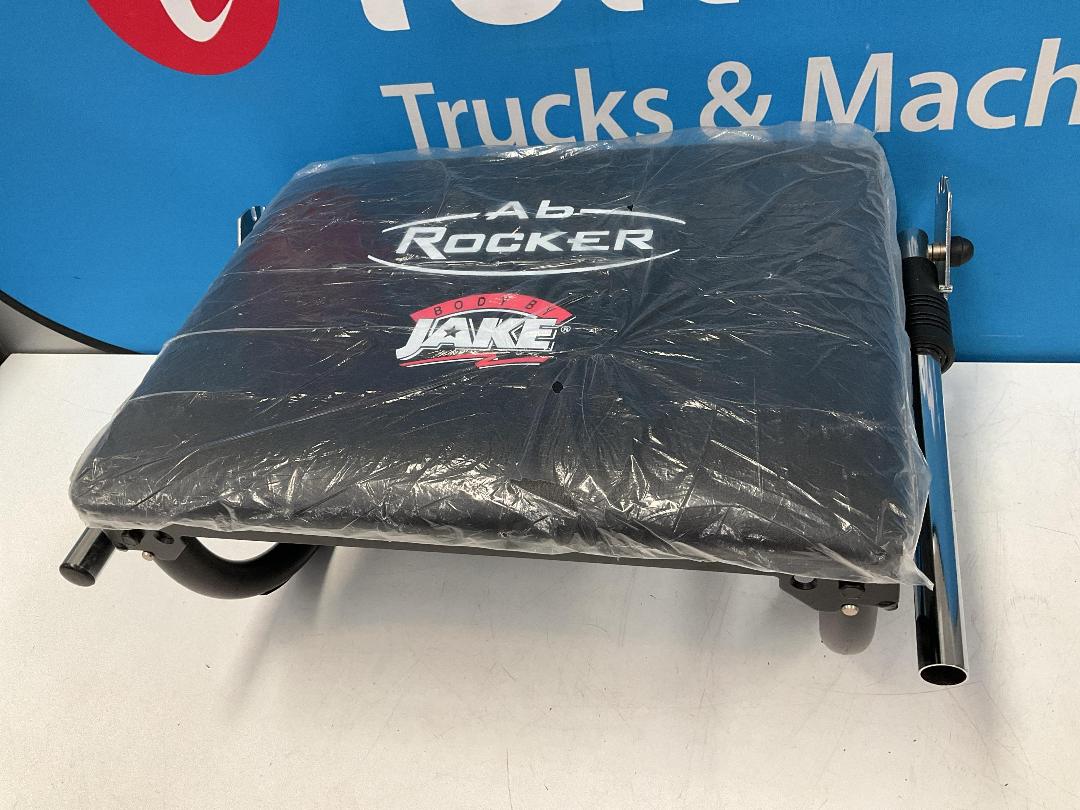 Trucks & Mach
Ab
ROCKER
BODY BY
JAKE®